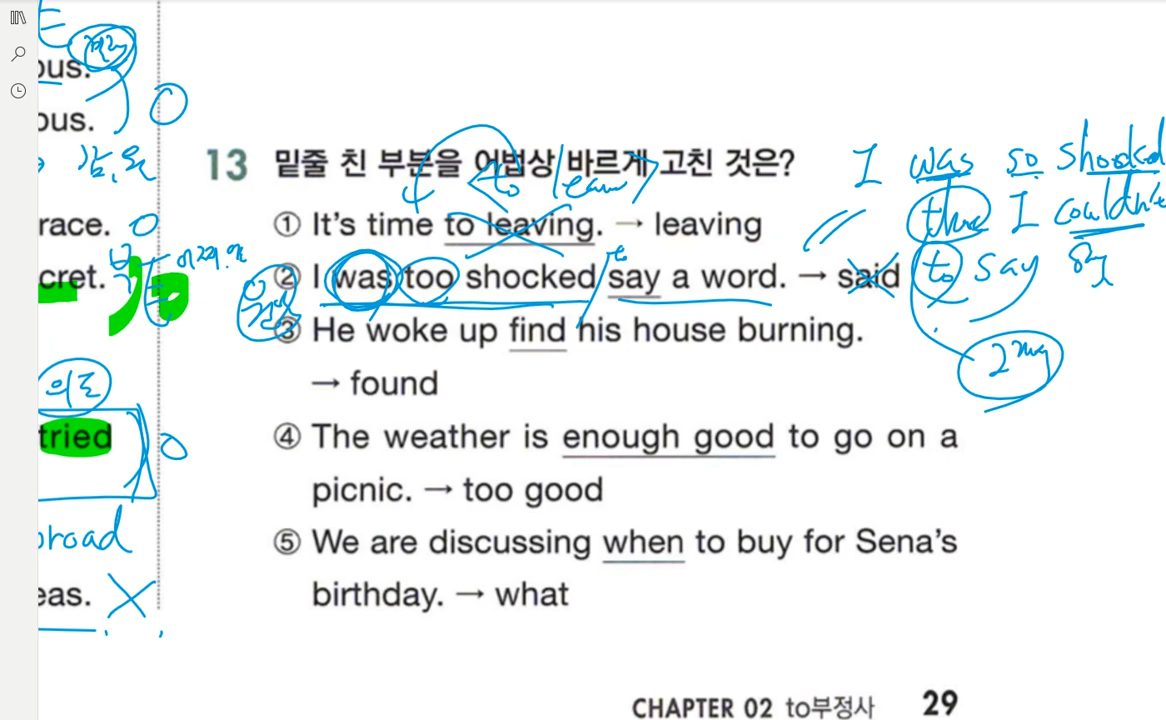 ous.
ous.
race.
cret.
의도
tried
broad
eas.
13 밑줄 친 부분을 어법상 바르게 고친 것은?
① It's time to leaving. → leaving
② I was too shocked say a word. → said
to
③ He woke up find his house burning.
→ found
④ The weather is enough good to go on a
picnic. → too good
⑤ We are discussing when to buy for Sena's
birthday. → what
I was so shocked
that I couldn't
to say
CHAPTER 02 to부정사 29